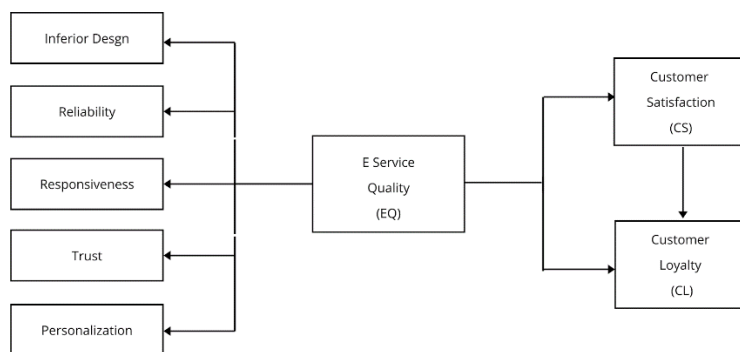 Inferior Desgn
Reliability
Responsiveness
Trust
Personalization
E Service
Quality
(EQ)
Customer
Satisfaction
(CS)
Customer
Loyalty
(CL)